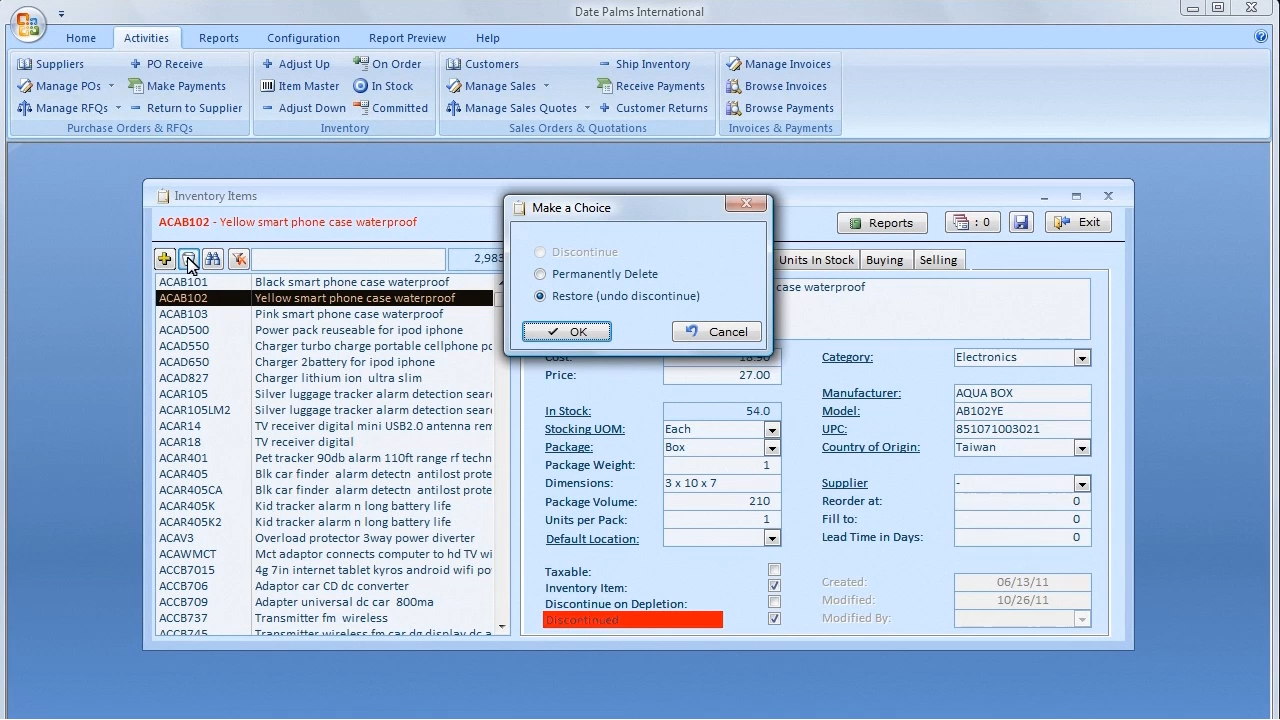 Date Palms International
Home Activities Reports Configuration Report Preview Help
Suppliers PO Receive Adjust Up On Order Customers Ship Inventory Manage Invoices
Manage POs Make Payments Item Master In Stock Manage Sales Receive Payments Browse Invoices
Manage RFQs Return to Supplier Adjust Down Committed Manage Sales Quotes Customer Returns Browse Payments
Purchase Orders & RFQs Inventory Sales Orders & Quotations Invoices & Payments
Inventory Items
ACAB102 - Yellow smart phone case waterproof
Reports : 0 Exit
2,983
ACAB101 Black smart phone case waterproof
ACAB102 Yellow smart phone case waterproof
ACAB103 Pink smart phone case waterproof
ACAD500 Power pack reuseable for ipod iphone
ACAD550 Charger turbo charge portable cellphone po
ACAD650 Charger 2battery for ipod iphone
ACAD827 Charger lithium ion ultra slim
ACAR105 Silver luggage tracker alarm detection sear
ACAR105LM2 Silver luggage tracker alarm detection sear
ACAR14 TV receiver digital mini USB2.0 antenna rem
ACAR18 TV receiver digital
ACAR401 Pet tracker 90db alarm 110ft range rf techn
ACAR405 Blk car finder alarm detectn antilost prote
ACAR405CA Blk car finder alarm detectn antilost prote
ACAR405K Kid tracker alarm n long battery life
ACAR405K2 Kid tracker alarm n long battery life
ACAV3 Overload protector 3way power diverter
ACAWMCT Mct adaptor connects computer to hd TV wi
ACCB7015 4g 7in internet tablet kyros android wifi po
ACCB706 Adaptor car CD dc converter
ACCB709 Adapter universal dc car 800ma
ACCB737 Transmitter fm wireless
ACCB745 Transmitter wireless fm car dg display dc a
Make a Choice
Discontinue
Permanently Delete
Restore (undo discontinue)
OK Cancel
Units In Stock Buying Selling
case waterproof
Cost: 18.90
Price: 27.00
In Stock: 54.0
Stocking UOM: Each
Package: Box
Package Weight: 1
Dimensions: 3 x 10 x 7
Package Volume: 210
Units per Pack: 1
Default Location:
Taxable:
Inventory Item:
Discontinue on Depletion:
Discontinued
Category: Electronics
Manufacturer: AQUA BOX
Model: AB102YE
UPC: 851071003021
Country of Origin: Taiwan
Supplier -
Reorder at: 0
Fill to: 0
Lead Time in Days: 0
Created: 06/13/11
Modified: 10/26/11
Modified By: